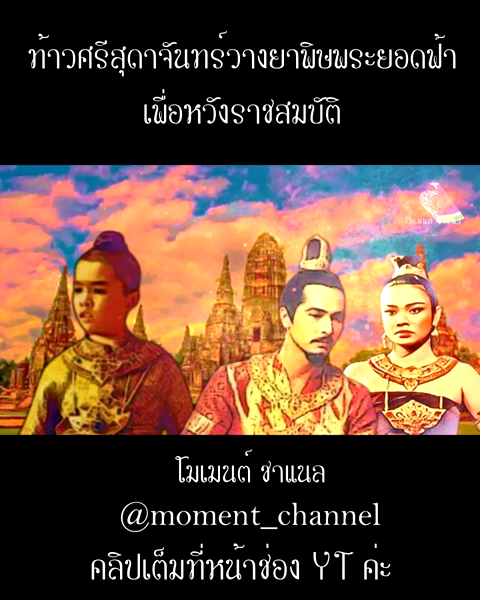 ท้าวศรีสุดาจันทร์วางยาพิษพระยอดฟ้า
เพื่อหวังราชสมบัติ
โมเมนต์ ชาแนล
@moment_channel
คลิปเต็มที่หน้าช่อง YT ค่ะ